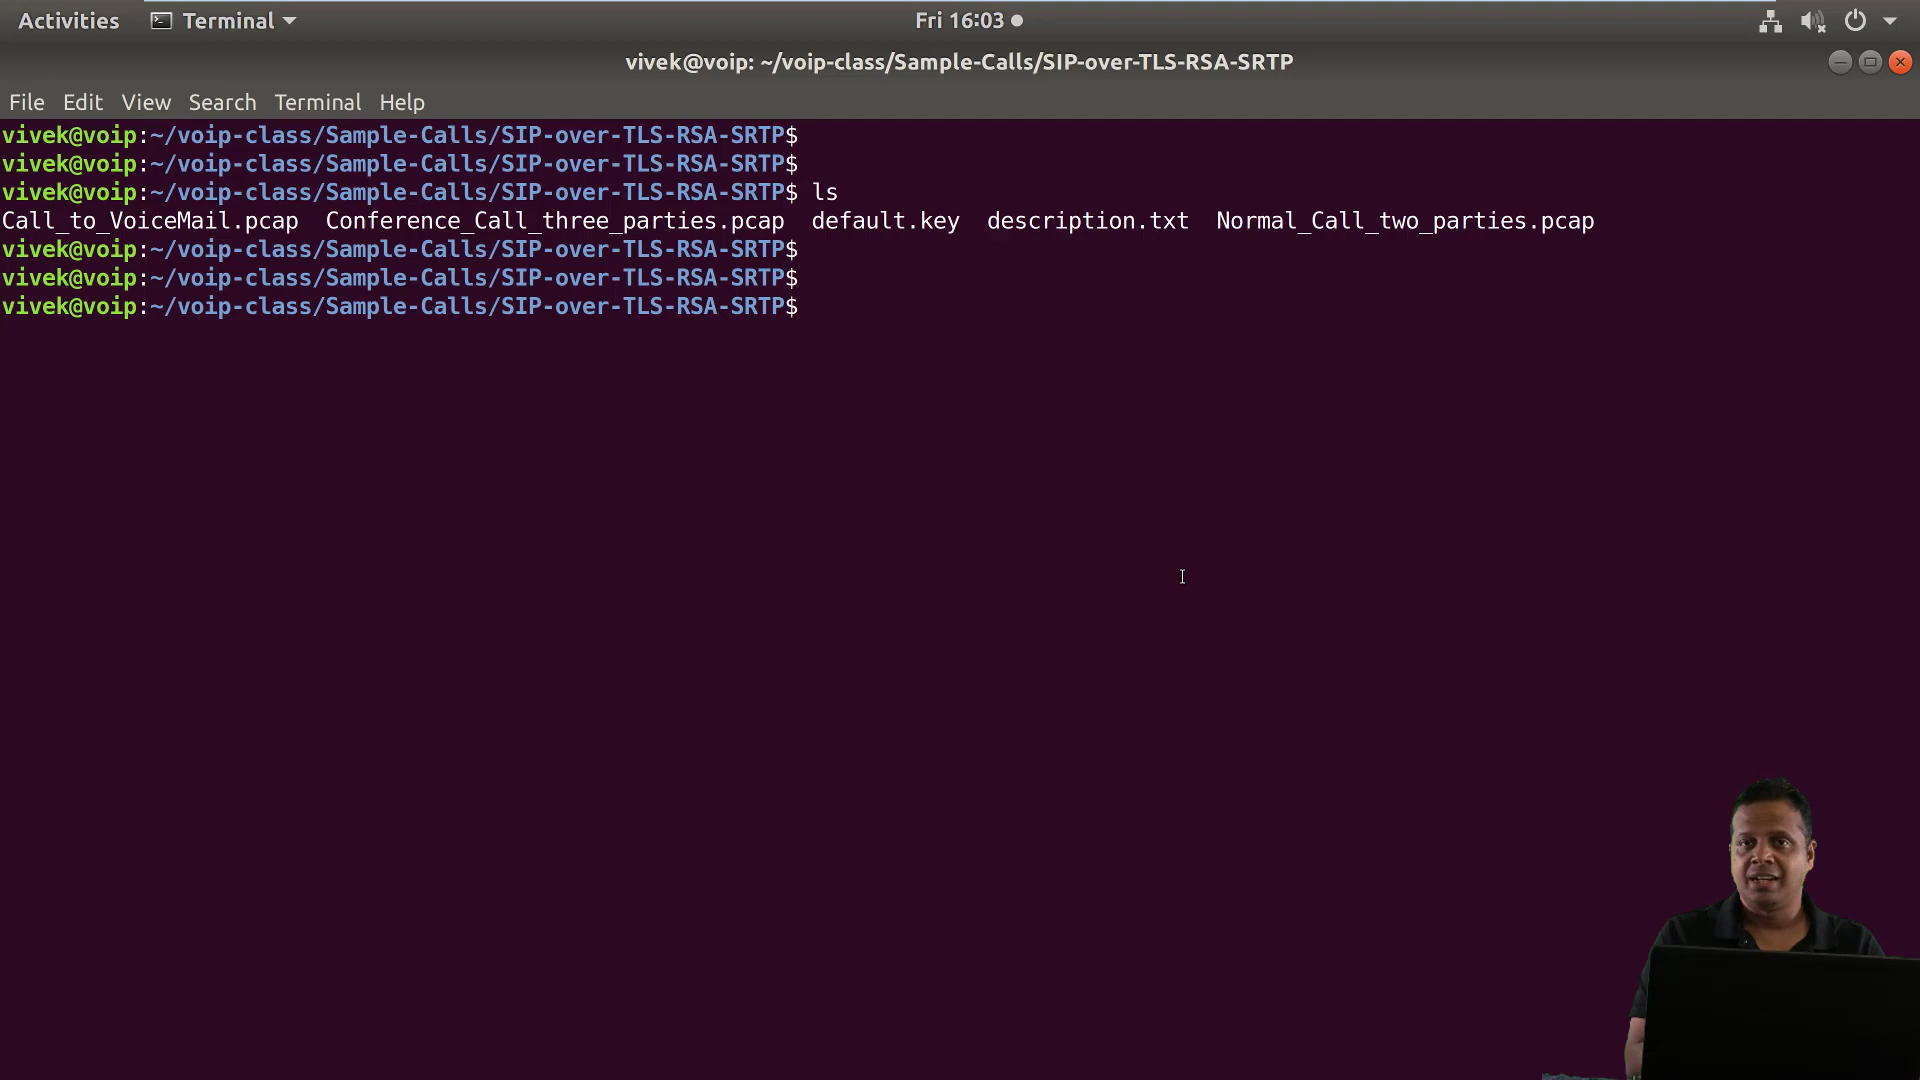 Activities Terminal Fri 16:03
vivek@voip: ~/voip-class/Sample-Calls/SIP-over-TLS-RSA-SRTP
File Edit View Search Terminal Help
vivek@voip:~/voip-class/Sample-Calls/SIP-over-TLS-RSA-SRTP$
vivek@voip:~/voip-class/Sample-Calls/SIP-over-TLS-RSA-SRTP$
vivek@voip:~/voip-class/Sample-Calls/SIP-over-TLS-RSA-SRTP$ ls
Call_to_VoiceMail.pcap Conference_Call_three_parties.pcap default.key description.txt Normal_Call_two_parties.pcap
vivek@voip:~/voip-class/Sample-Calls/SIP-over-TLS-RSA-SRTP$
vivek@voip:~/voip-class/Sample-Calls/SIP-over-TLS-RSA-SRTP$
vivek@voip:~/voip-class/Sample-Calls/SIP-over-TLS-RSA-SRTP$